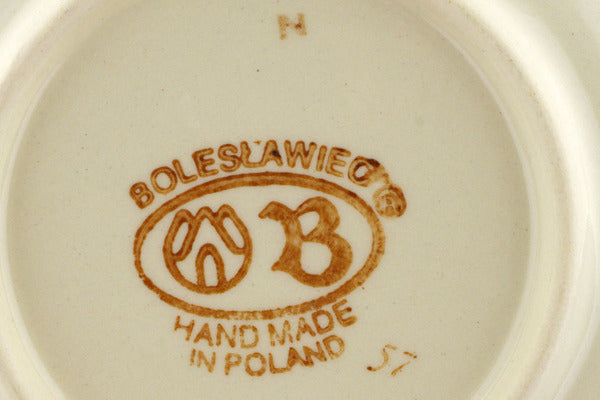 N
BOLESŁAWIEC ®
B
HAND MADE
IN POLAND
57